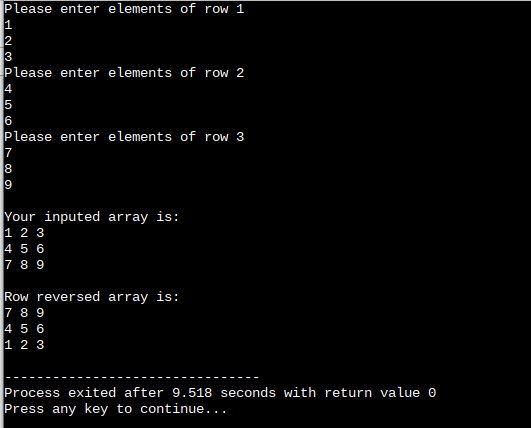 Please enter elements of row 1
1
2
3
Please enter elements of row 2
4
5
6
Please enter elements of row 3
7
8
9
Your inputed array is:
1 2 3
4 5 6
7 8 9
Row reversed array is:
7 8 9
4 5 6
1 2 3
--------------------------------
Process exited after 9.518 seconds with return value 0
Press any key to continue...